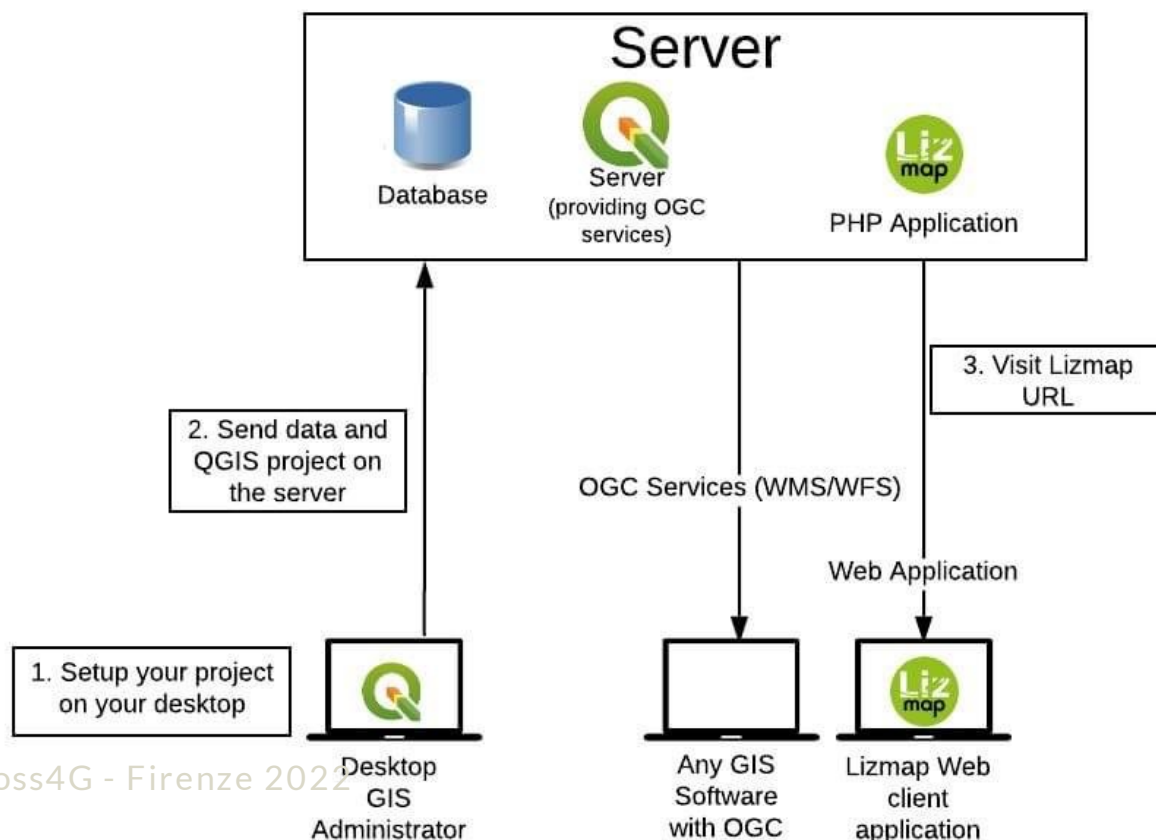 Server
Database
Server
(providing OGC
services)
Liz
map
PHP Application
3. Visit Lizmap
URL
2. Send data and
QGIS project on
the server
OGC Services (WMS/WFS)
Web Application
1. Setup your project
on your desktop
Liz
map
oss4G - Firenze 2022
Desktop
GIS
Administrator
Any GIS
Software
with OGC
Lizmap Web
client
application